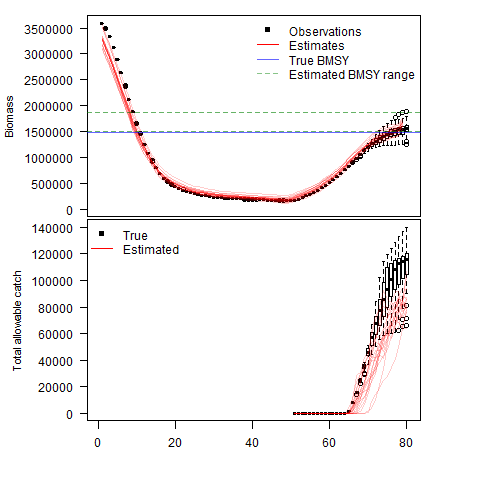 Biomass
3500000
3000000
2500000
2000000
1500000
1000000
500000
0
Observations
Estimates
True BMSY
Estimated BMSY range
Total allowable catch
140000
120000
100000
80000
60000
40000
20000
0
True
Estimated
0 20 40 60 80